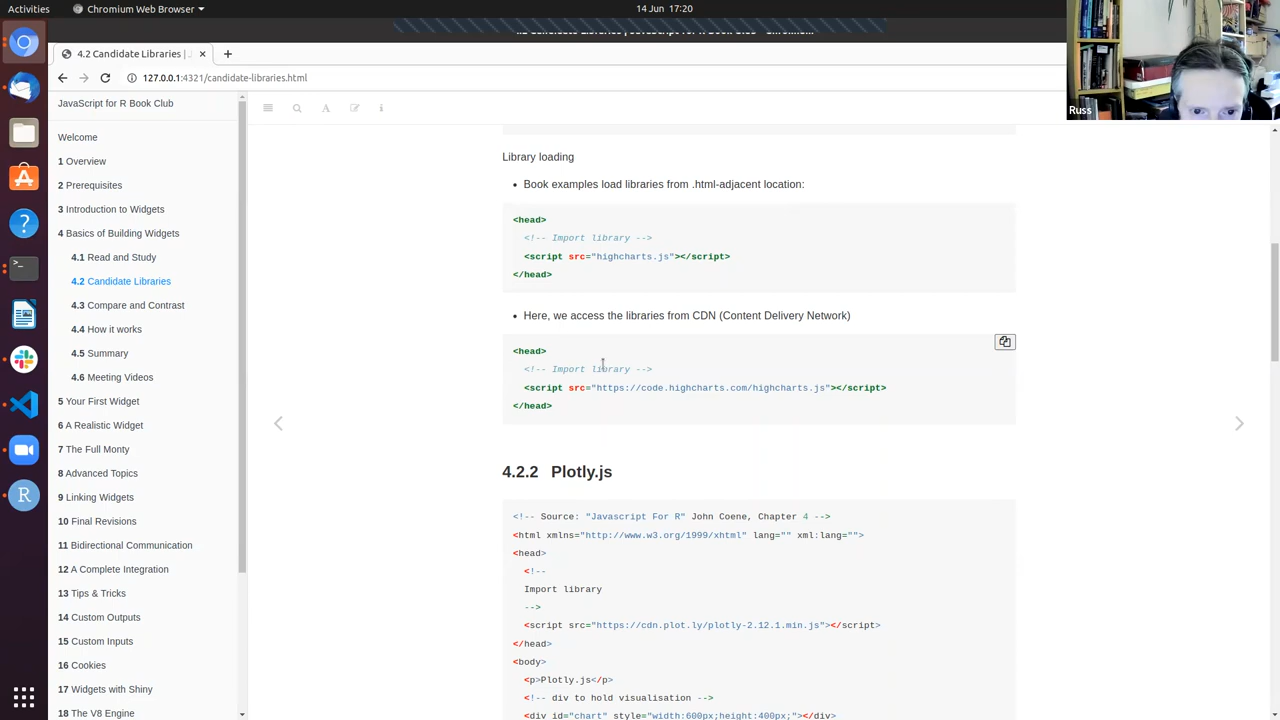 Activities
Chromium Web Browser
14 Jun 17:20
4.2 Candidate Libraries | JavaScript for R Book Club - Chromium
4.2 Candidate Libraries | J
127.0.0.1:4321/candidate-libraries.html
Russ
JavaScript for R Book Club
Welcome
1 Overview
2 Prerequisites
3 Introduction to Widgets
4 Basics of Building Widgets
4.1 Read and Study
4.2 Candidate Libraries
4.3 Compare and Contrast
4.4 How it works
4.5 Summary
4.6 Meeting Videos
5 Your First Widget
6 A Realistic Widget
7 The Full Monty
8 Advanced Topics
9 Linking Widgets
10 Final Revisions
11 Bidirectional Communication
12 A Complete Integration
13 Tips & Tricks
14 Custom Outputs
15 Custom Inputs
16 Cookies
17 Widgets with Shiny
18 The V8 Engine
Library loading
• Book examples load libraries from .html-adjacent location:
<head>
<!-- Import library -->
<script src="highcharts.js"></script>
</head>
• Here, we access the libraries from CDN (Content Delivery Network)
<head>
<!-- Import library -->
<script src="https://code.highcharts.com/highcharts.js"></script>
</head>
4.2.2 Plotly.js
<!-- Source: "Javascript For R" John Coene, Chapter 4 -->
<html xmlns="http://www.w3.org/1999/xhtml" lang="" xml:lang="">
<head>
<!--
Import library
-->
<script src="https://cdn.plot.ly/plotly-2.12.1.min.js"></script>
</head>
<body>
<p>Plotly.js</p>
<!-- div to hold visualisation -->
<div id="chart" style="width:600px;height:400px;"></div>